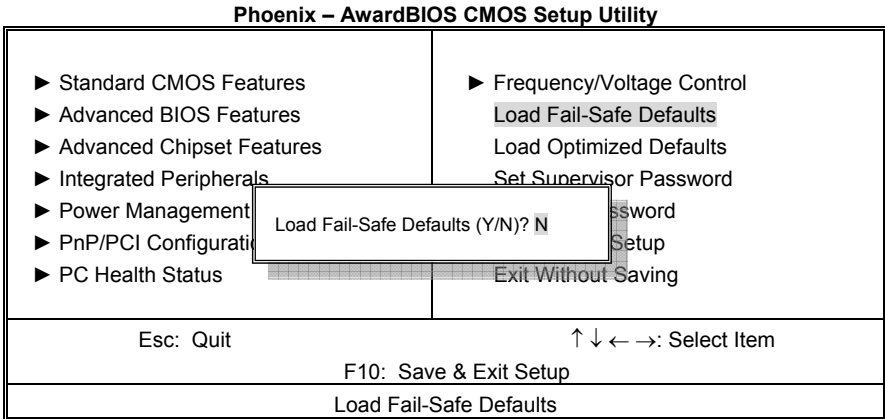 Phoenix – AwardBIOS CMOS Setup Utility
► Standard CMOS Features
► Advanced BIOS Features
► Advanced Chipset Features
► Integrated Peripherals
► Power Management
► PnP/PCI
► PC Health Status
► Frequency/Voltage Control
Load Fail-Safe Defaults
Load Optimized Defaults
Set Supervisor Password
Setup
Exit Without Saving
Load Fail-Safe Defaults (Y/N)? N
Esc: Quit
↑ ↓ ← →: Select Item
F10: Save & Exit Setup
Load Fail-Safe Defaults